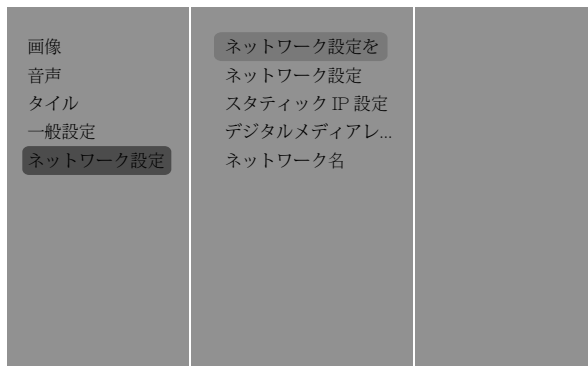 画像
音声
タイル
一般設定
ネットワーク設定
ネットワーク設定を
ネットワーク設定
スタティック IP 設定
デジタルメディアレ...
ネットワーク名